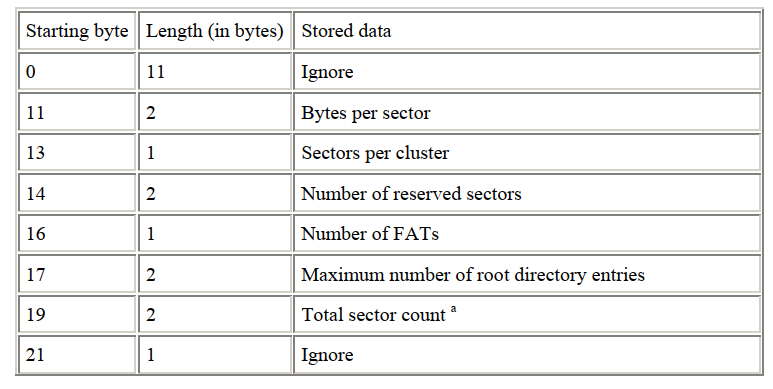 Starting byte Length (in bytes) Stored data
0 11 Ignore
11 2 Bytes per sector
13 1 Sectors per cluster
14 2 Number of reserved sectors
16 1 Number of FATs
17 2 Maximum number of root directory entries
19 2 Total sector count a
21 1 Ignore